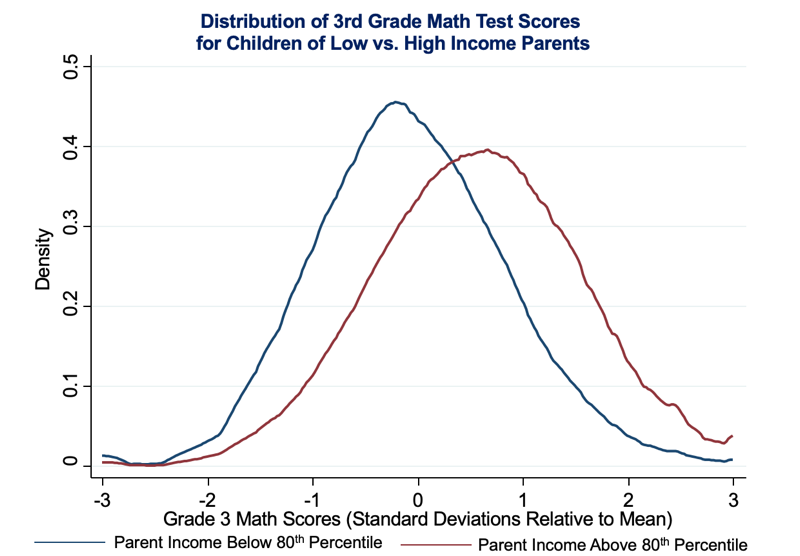 Distribution of 3rd Grade Math Test Scores
for Children of Low vs. High Income Parents
0.5
0.4
0.3
0.2
0.1
0
Density
-3 -2 -1 0 1 2 3
Grade 3 Math Scores (Standard Deviations Relative to Mean)
Parent Income Below 80th Percentile Parent Income Above 80th Percentile